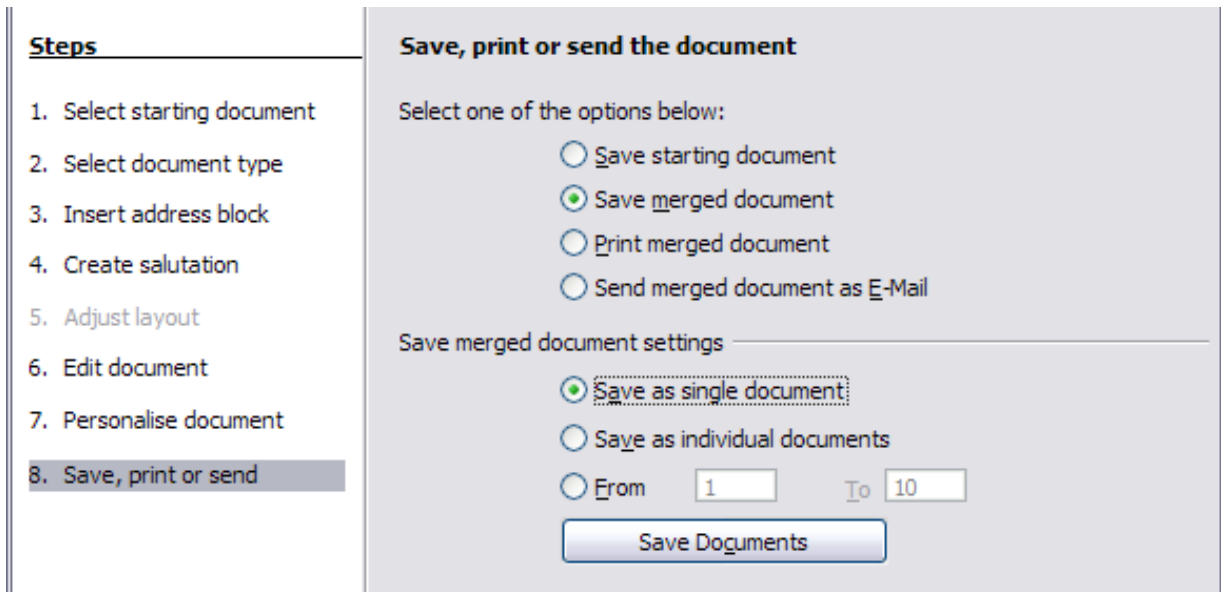 Steps
1. Select starting document
2. Select document type
3. Insert address block
4. Create salutation
5. Adjust layout
6. Edit document
7. Personalise document
8. Save, print or send
Save, print or send the document
Select one of the options below:
Save starting document
Save merged document
Print merged document
Send merged document as E-Mail
Save merged document settings
Save as single document
Save as individual documents
From 1 To 10
Save Documents